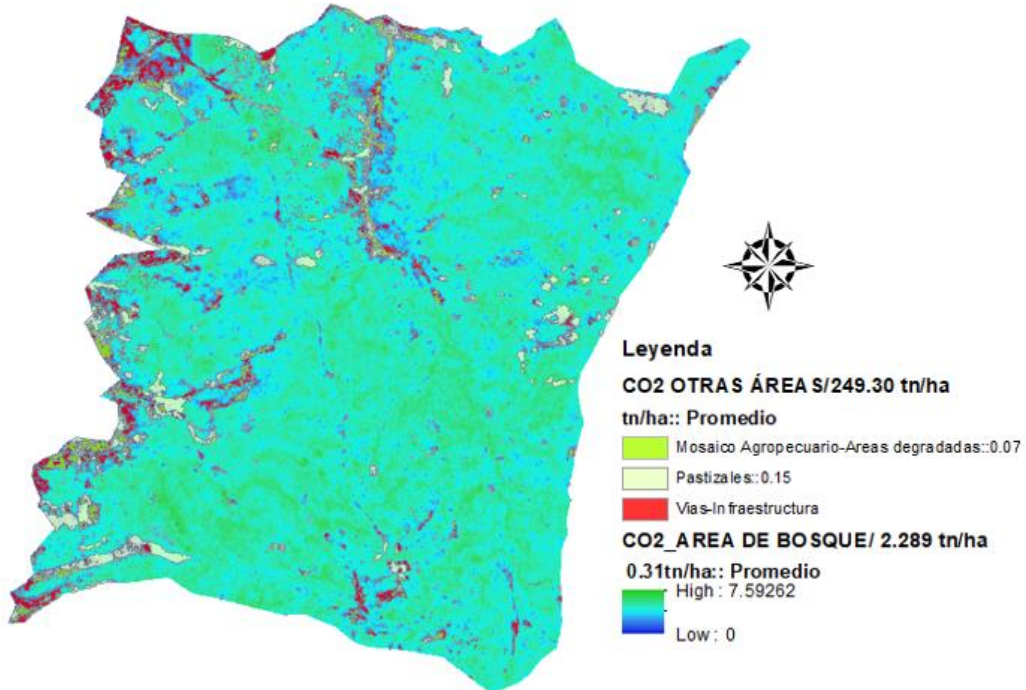 Leyenda
CO2 OTRAS ÁREAS/249.30 tn/ha
tn/ha:: Promedio
Mosaico Agropecuario-Areas degradadas::0.07
Pastizales::0.15
Vias-Infraestructura
CO2_AREA DE BOSQUE/ 2.289 tn/ha
0.31tn/ha:: Promedio
High : 7.59262
Low : 0